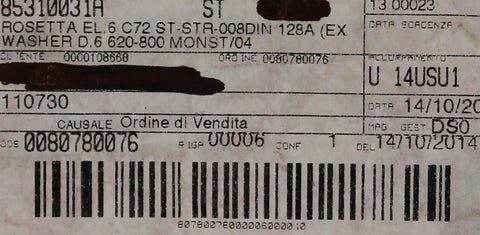 85310031A ST 13 00023
ROSETTA EL.6 C72 ST-STR-008DIN 128A (EX
DATA SCADENZA
WASHER D.6 620-800 MONST/04
CLIENTE 0000108668 ORDINE 0080780076
U 14USU1
110730
DATA 14/10/20
CAUSALE Ordine di Vendita
MAG GEST DS0
ODS 0080780076 RIGA 00006 CONF 1 DEL 14/10/2014